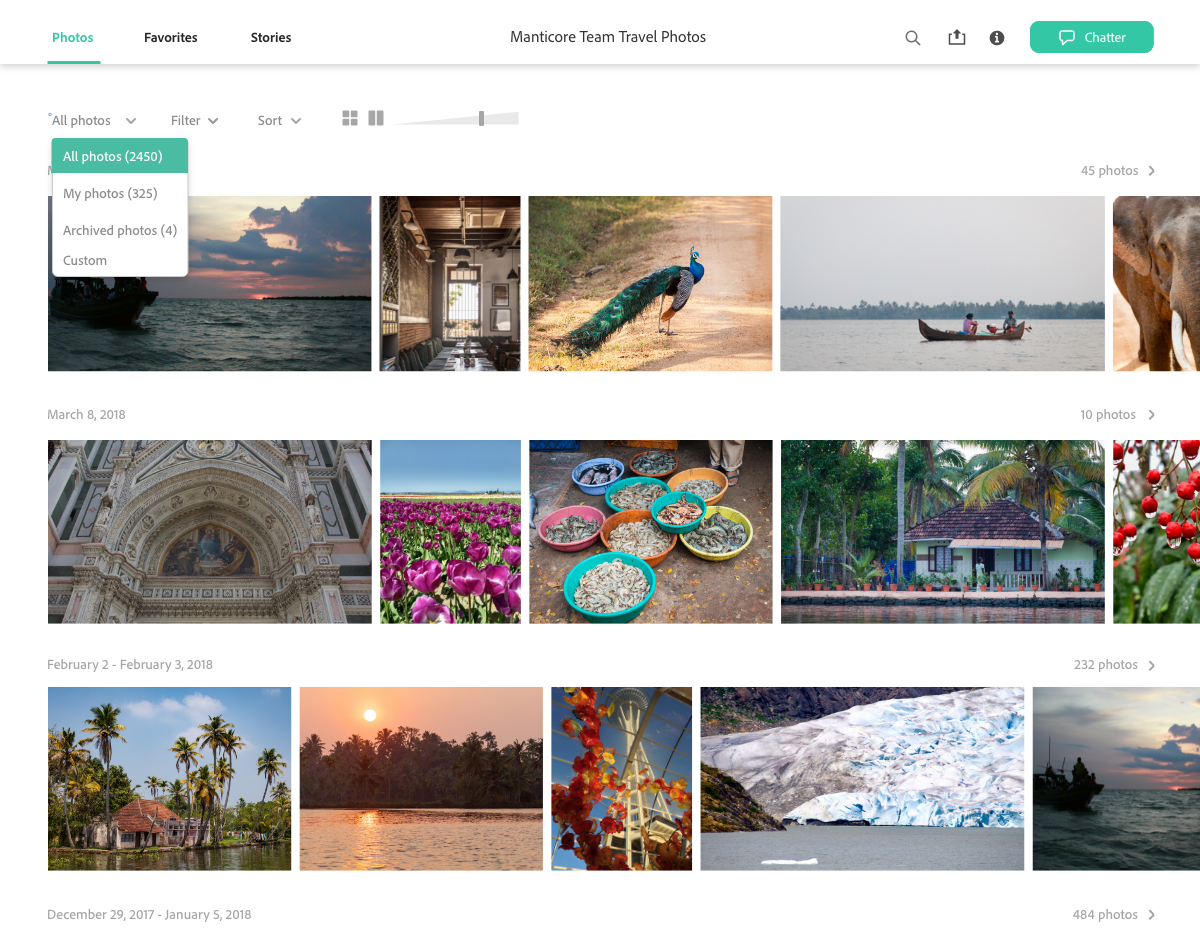 Photos
Favorites
Stories
Manticore Team Travel Photos
Chatter
All photos
Filter
Sort
All photos (2450)
My photos (325)
Archived photos (4)
Custom
45 photos
March 8, 2018
10 photos
February 2 - February 3, 2018
232 photos
December 29, 2017 - January 5, 2018
484 photos